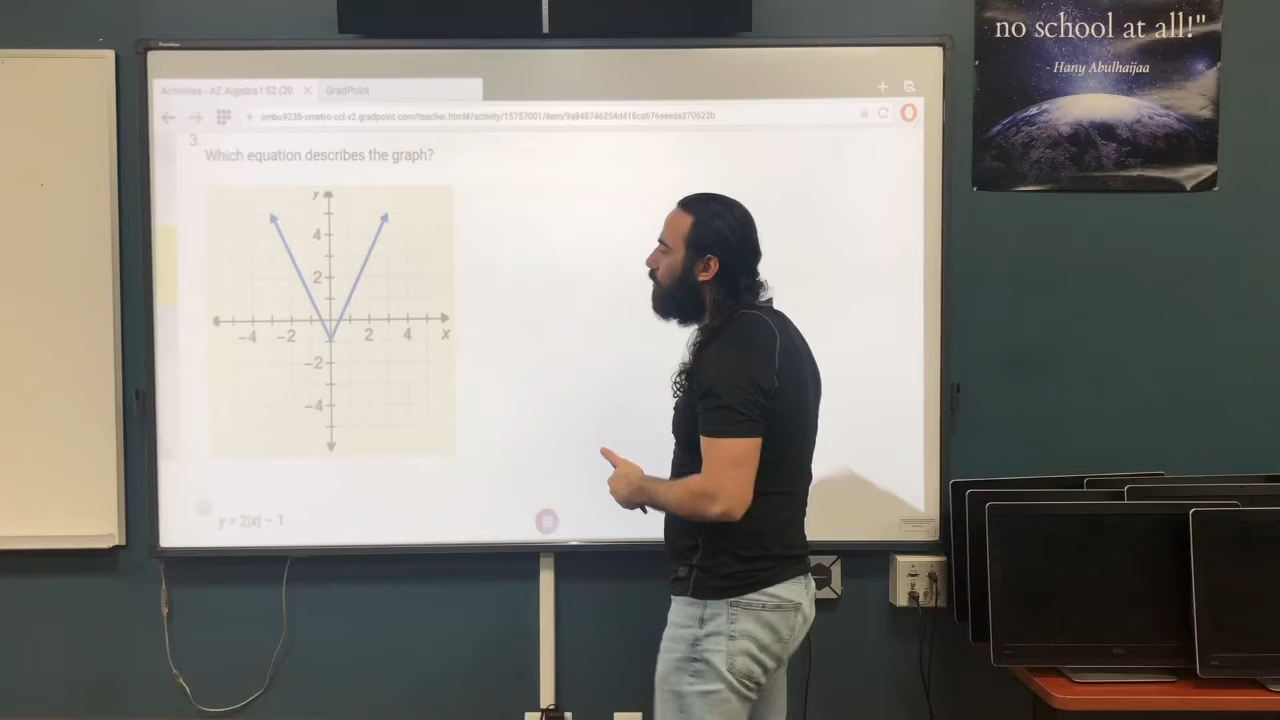 no school at all!"
- Hany Abulhaijaa
Activities - AZ Algebra I S2 (20 X GradPoint
3.
Which equation describes the graph?
y
4
2
-4 -2 2 4 x
-2
-4
y = 2|x| - 1